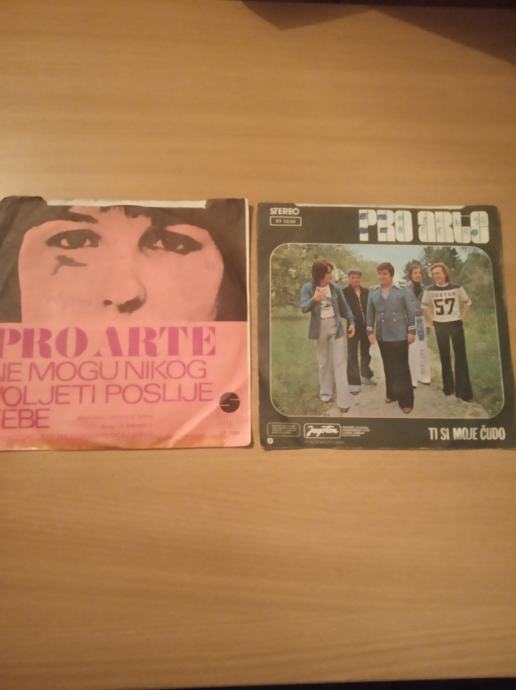 PRO ARTE
NE MOGU NIKOG
VOLJETI POSLIJE
TEBE
STEREO
PRO ARTE
57
Jugoton
TI SI MOJE ČUDO